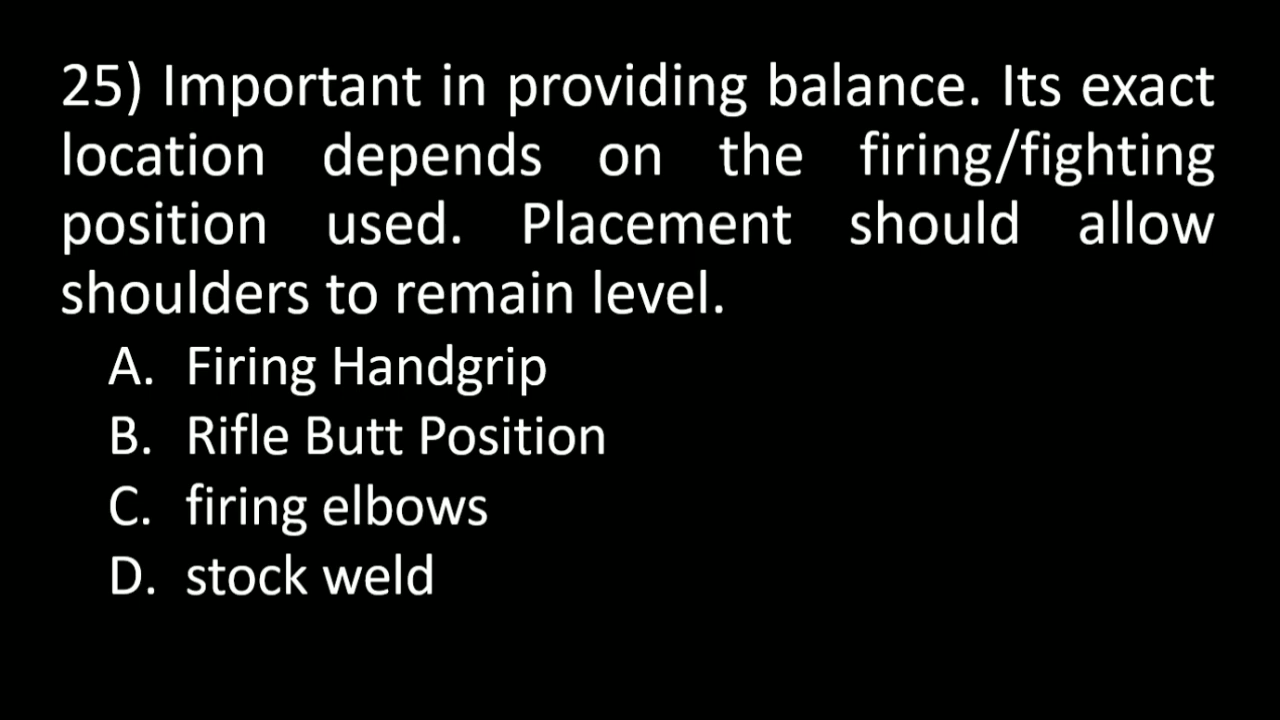 25) Important in providing balance. Its exact
location depends on the firing/fighting
position used. Placement should allow
shoulders to remain level.
A. Firing Handgrip
B. Rifle Butt Position
C. firing elbows
D. stock weld